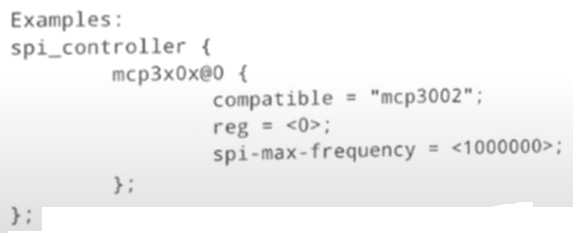 Examples:
spi_controller {
        mcp3x0x@0 {
                compatible = "mcp3002";
                reg = <0>;
                spi-max-frequency = <1000000>;
        };
};